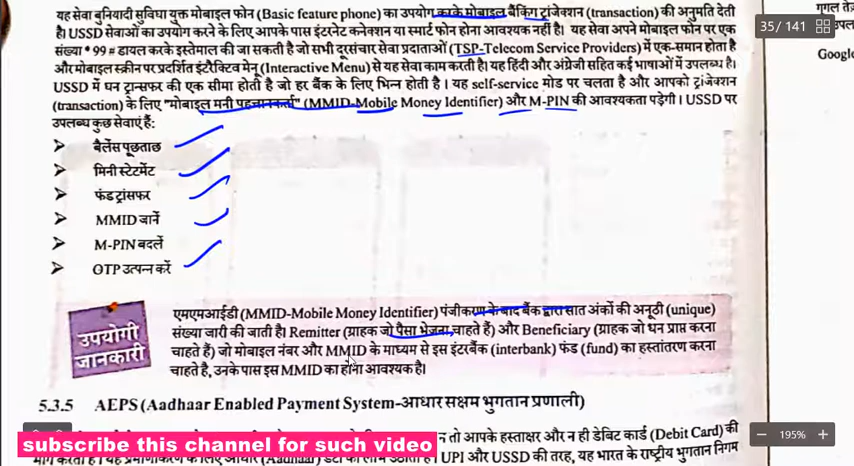 यह सेवा बुनियादी सुविधा युक्त मोबाइल फोन (Basic feature phone) का उपयोग करके मोबाइल बैंकिंग ट्रांजेक्शन (transaction) की अनुमति देती
है। USSD सेवाओं का उपयोग करने के लिए आपके पास इंटरनेट कनेक्शन या स्मार्ट फोन होना आवश्यक नहीं है। यह सेवा अपने मोबाईल फोन पर एक
संख्या * 99 # डायल करके इस्तेमाल की जा सकती है जो सभी दूरसंचार सेवा प्रदाताओं (TSP-Telecom Service Providers) में एक-समान होता है
और मोबाइल स्क्रीन पर प्रदर्शित इंटरैक्टिव मेनू (Interactive Menu) से यह सेवा काम करती है। यह हिंदी और अंग्रेजी सहित कई भाषाओं में उपलब्ध है।
USSD में धन ट्रान्सफर की एक सीमा होती है जो हर बैंक के लिए भिन्न होती है । यह self-service मोड पर चलता है और आपको ट्रांजेक्शन
(transaction) के लिए "मोबाइल मनी पहचानकर्ता" (MMID-Mobile Money Identifier) और M-PIN की आवश्यकता पड़ेगी । USSD पर
उपलब्ध कुछ सेवाएं हैं:
➢ बैलेंस पूछताछ
➢ मिनी स्टेटमेंट
➢ फंड ट्रांसफर
➢ MMID जानें
➢ M-PIN बदलें
➢ OTP उत्पन्न करें
उपयोगी
जानकारी
एमएमआईडी (MMID-Mobile Money Identifier) पंजीकरण के बाद बैंक द्वारा सात अंकों की अनूठी (unique)
संख्या जारी की जाती है। Remitter (ग्राहक जो पैसा भेजना चाहते हैं) और Beneficiary (ग्राहक जो धन प्राप्त करना
चाहते हैं) जो मोबाइल नंबर और MMID के माध्यम से इस इंटरबैंक (interbank) फंड (fund) का हस्तांतरण करना
चाहते है, उनके पास इस MMID का होना आवश्यक है।
5.3.5 AEPS (Aadhaar Enabled Payment System-आधार सक्षम भुगतान प्रणाली)
न तो आपके हस्ताक्षर और न ही डेबिट कार्ड (Debit Card) की
UPI और USSD की तरह, यह भारत के राष्ट्रीय भुगतान निगम
subscribe this channel for such video
35 / 141
गूगल
Google
195%